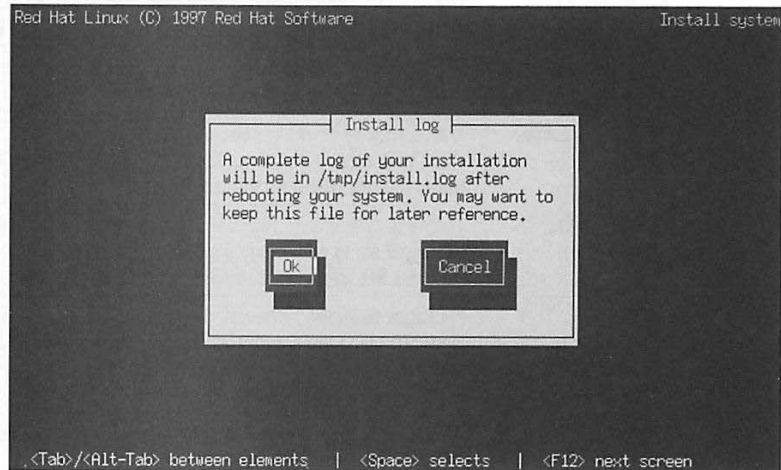 Red Hat Linux (C) 1997 Red Hat Software Install system
Install log
A complete log of your installation
will be in /tmp/install.log after
rebooting your system. You may want to
keep this file for later reference.
Ok Cancel
<Tab>/<Alt-Tab> between elements | <Space> selects | <F12> next screen